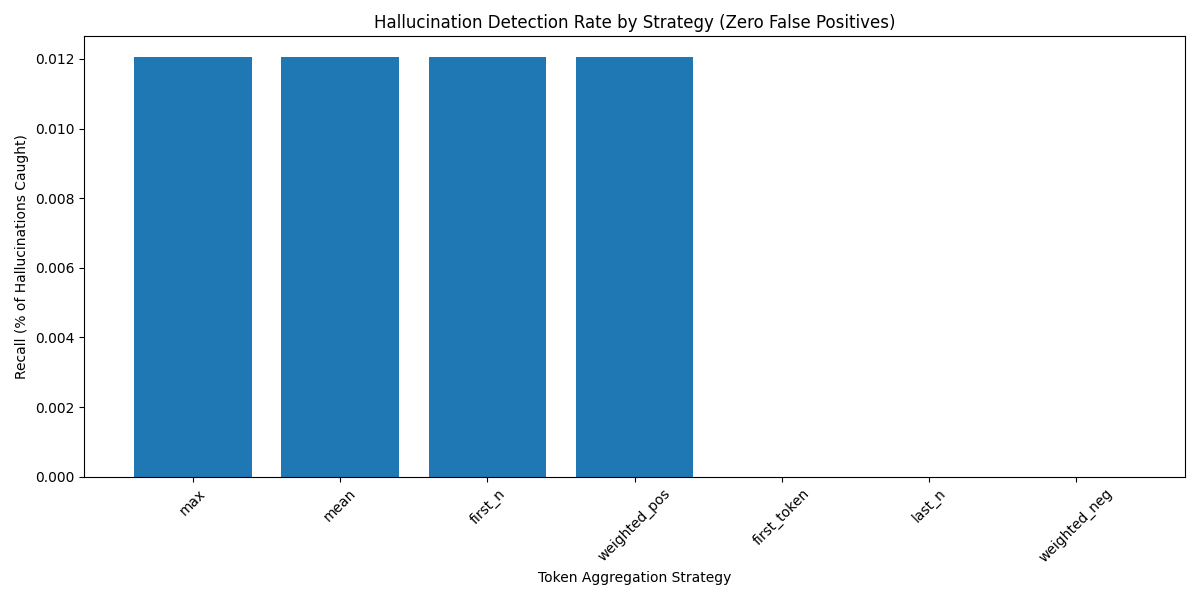 Hallucination Detection Rate by Strategy (Zero False Positives)
Recall (% of Hallucinations Caught)
0.012
0.010
0.008
0.006
0.004
0.002
0.000
max
mean
first_n
weighted_pos
first_token
last_n
weighted_neg
Token Aggregation Strategy